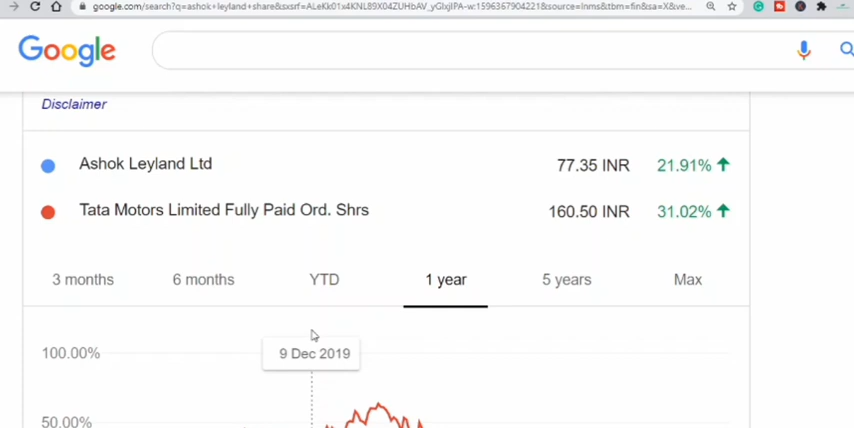 google.com/search?q=ashok+leyland+share&sxsrf=ALeKk01x4KNL89X04ZUHbAV_yGlxjlPA-w:1596367904221&source=lnms&tbm=fin&sa=X&ve...
Google
Disclaimer
Ashok Leyland Ltd 77.35 INR 21.91%
Tata Motors Limited Fully Paid Ord. Shrs 160.50 INR 31.02%
3 months 6 months YTD 1 year 5 years Max
9 Dec 2019
100.00%
50.00%